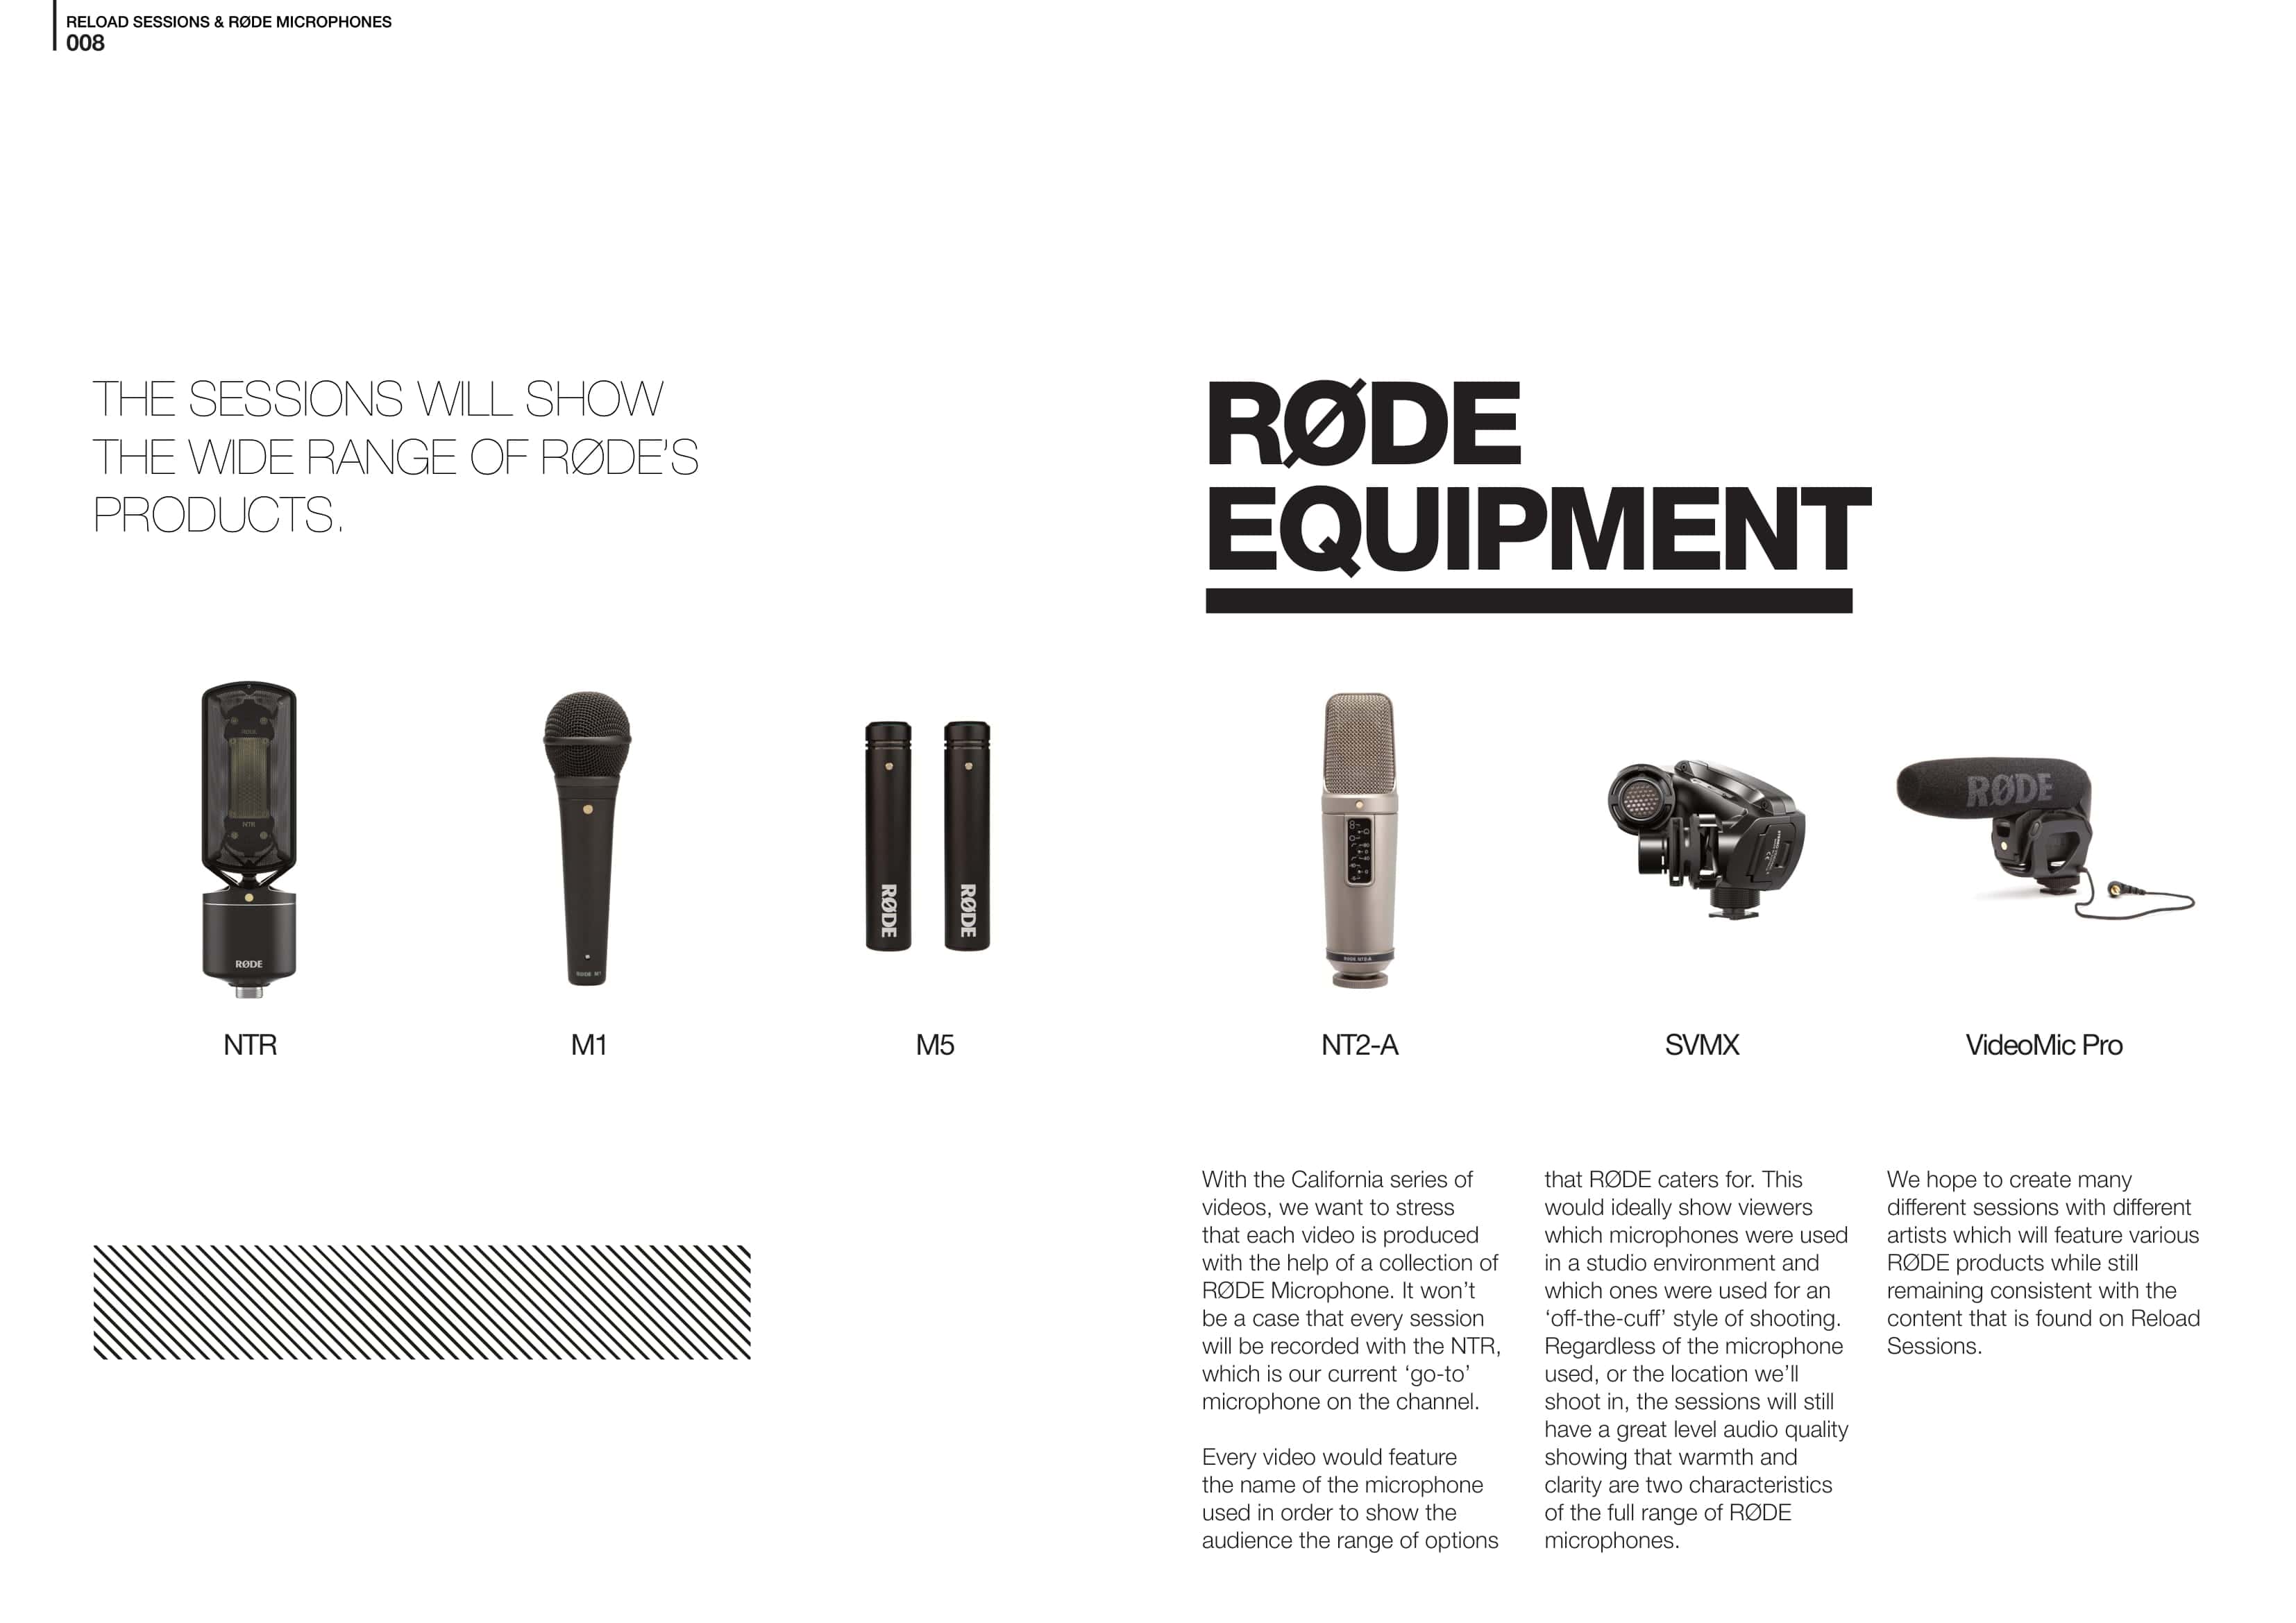 RELOAD SESSIONS & RØDE MICROPHONES
008
THE SESSIONS WILL SHOW
THE WIDE RANGE OF RØDE'S
PRODUCTS.
RØDE
EQUIPMENT
NTR
RØDE
RØDE M1
RØDE
RØDE
RØDE NT2-A
RØDE
NTR
M1
M5
NT2-A
SVMX
VideoMic Pro
With the California series of
videos, we want to stress
that each video is produced
with the help of a collection of
RØDE Microphone. It won't
be a case that every session
will be recorded with the NTR,
which is our current ‘go-to’
microphone on the channel.
Every video would feature
the name of the microphone
used in order to show the
audience the range of options
that RØDE caters for. This
would ideally show viewers
which microphones were used
in a studio environment and
which ones were used for an
‘off-the-cuff’ style of shooting.
Regardless of the microphone
used, or the location we'll
shoot in, the sessions will still
have a great level audio quality
showing that warmth and
clarity are two characteristics
of the full range of RØDE
microphones.
We hope to create many
different sessions with different
artists which will feature various
RØDE products while still
remaining consistent with the
content that is found on Reload
Sessions.